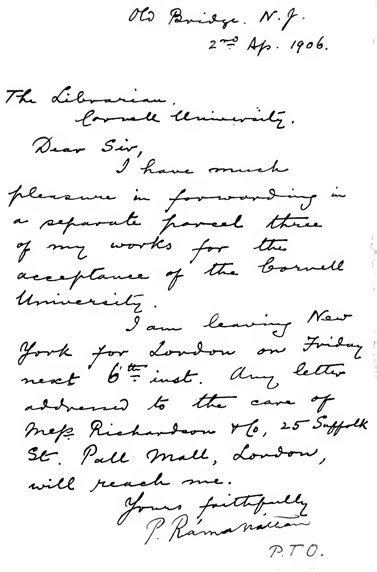 Old Bridge. N.J.
2nd Ap. 1906.
The Librarian.
Cornell University.
Dear Sir,
I have much
pleasure in forwarding in
a separate parcel three
of my works for the
acceptance of the Cornell
University.
I am leaving New
York for London on Friday
next 6th inst. Any letter
addressed to the care of
Mess. Richardson & Co, 25 Suffolk
St. Pall Mall, London,
will reach me.
Yours faithfully
P. Ramanathan
P.T.O.